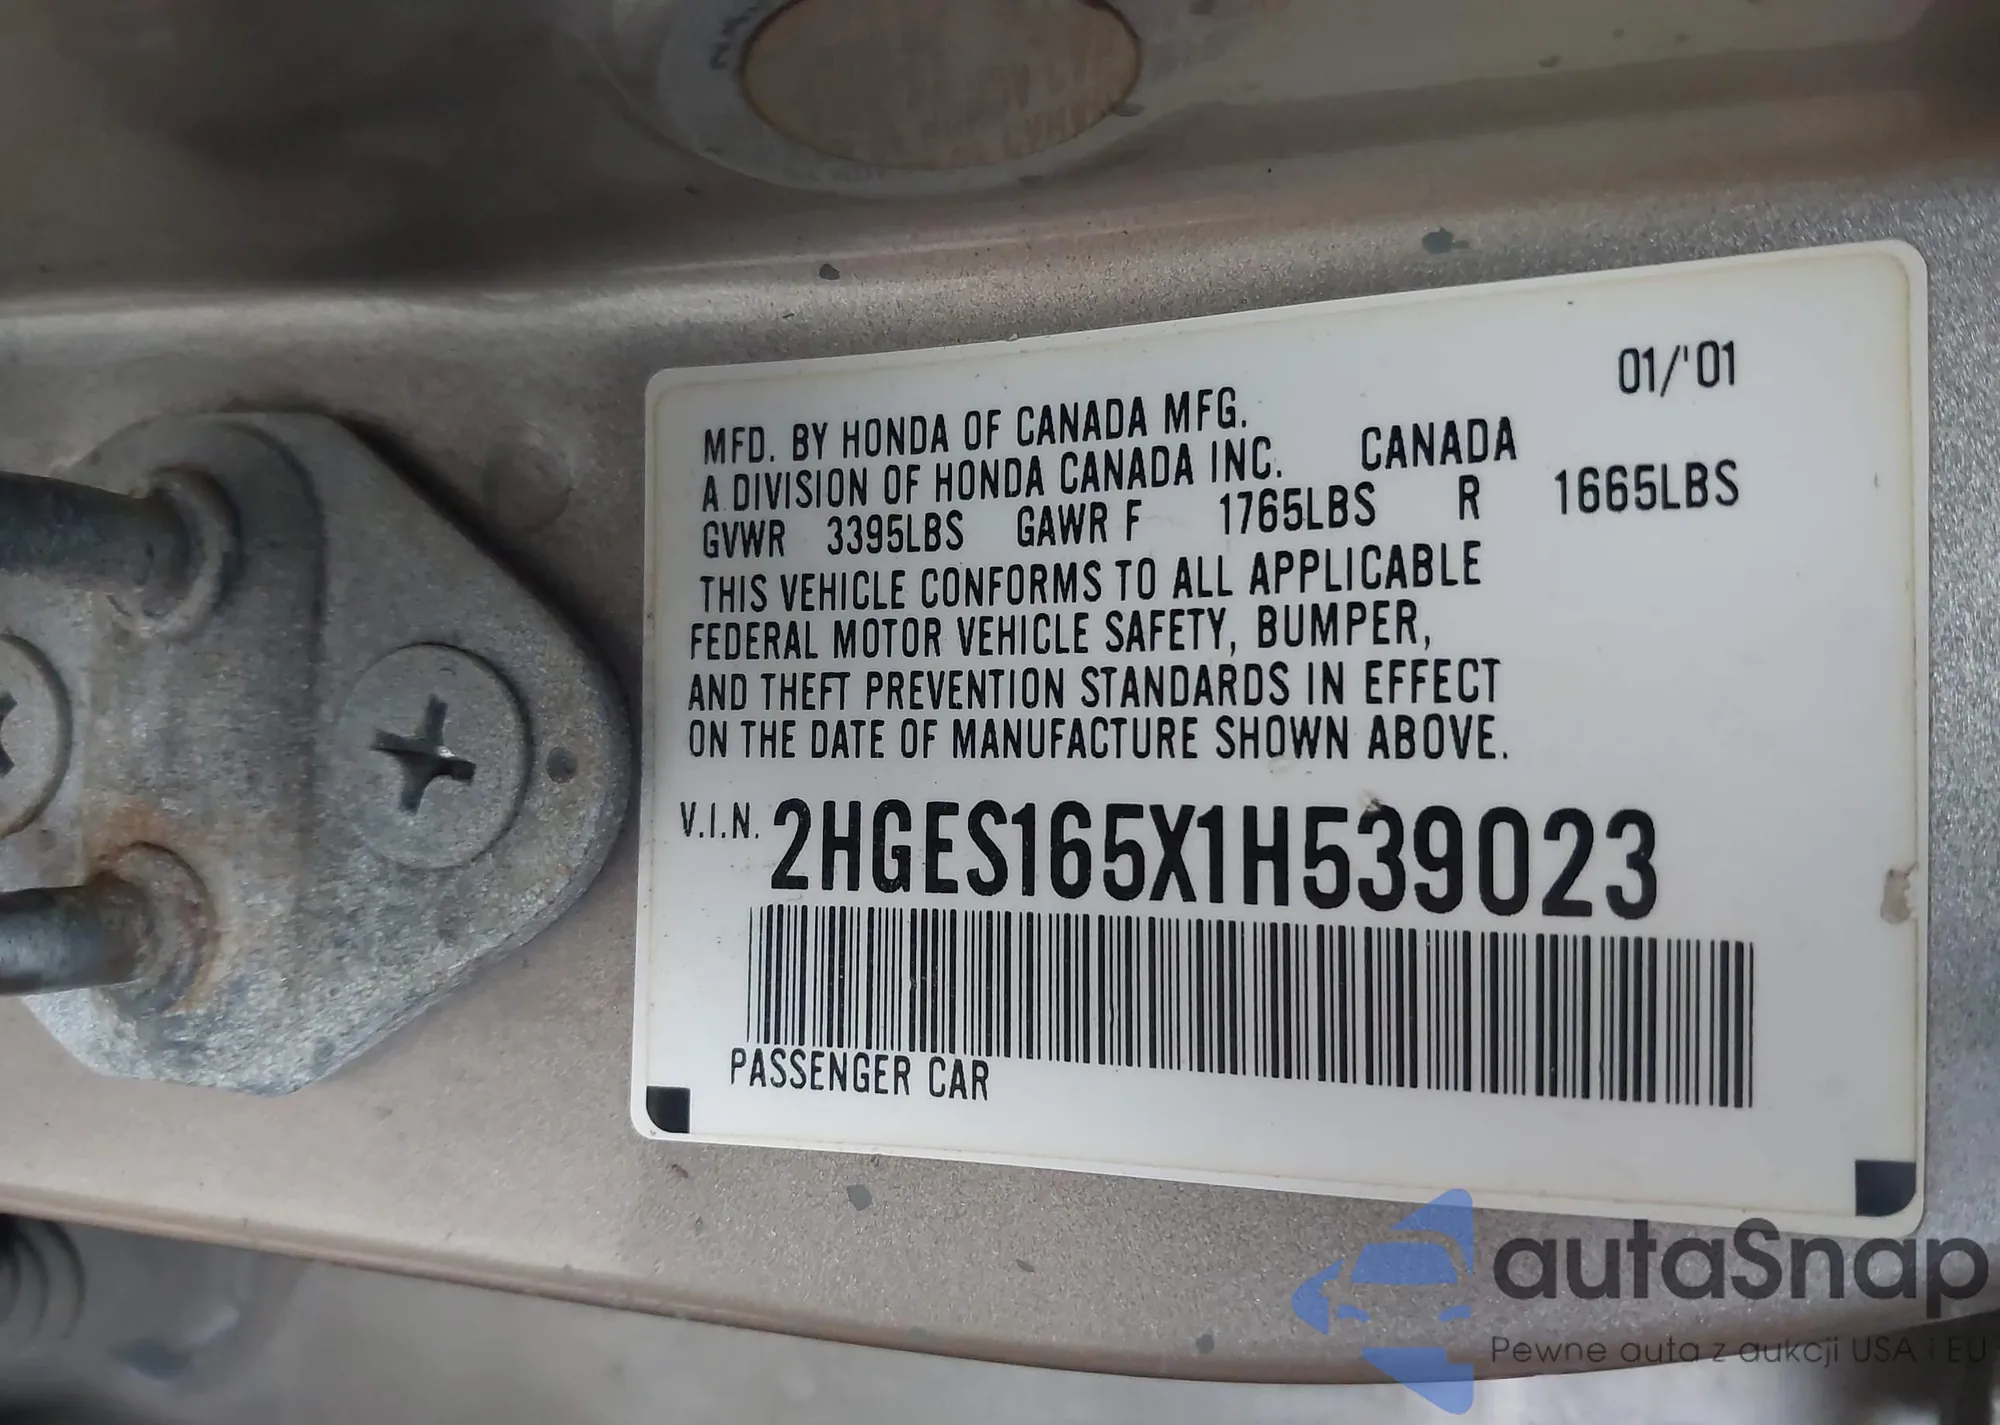 01/'01
MFD. BY HONDA OF CANADA MFG.
A DIVISION OF HONDA CANADA INC. CANADA
GVWR 3395LBS GAWR F 1765LBS R 1665LBS
THIS VEHICLE CONFORMS TO ALL APPLICABLE
FEDERAL MOTOR VEHICLE SAFETY, BUMPER,
AND THEFT PREVENTION STANDARDS IN EFFECT
ON THE DATE OF MANUFACTURE SHOWN ABOVE.
V.I.N. 2HGES165X1H539023
PASSENGER CAR
autaSnap
Pewne auta z aukcji USA i EU